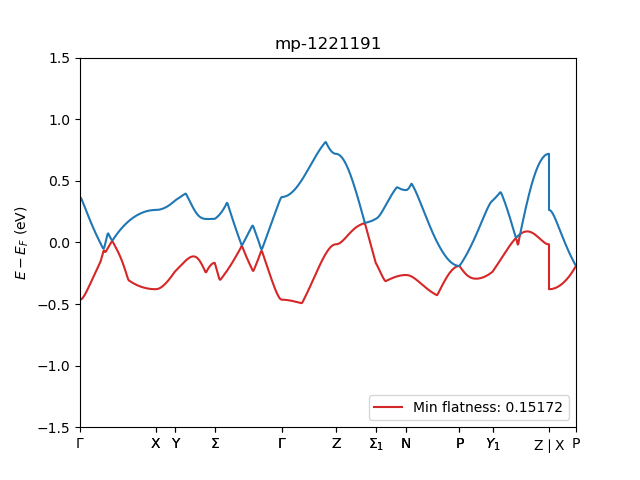 mp-1221191
1.5
1.0
0.5
0.0
−0.5
−1.0
−1.5
E − E_F (eV)
Min flatness: 0.15172
Γ X Y Σ Γ Z Σ₁ N P Y₁ Z | X P